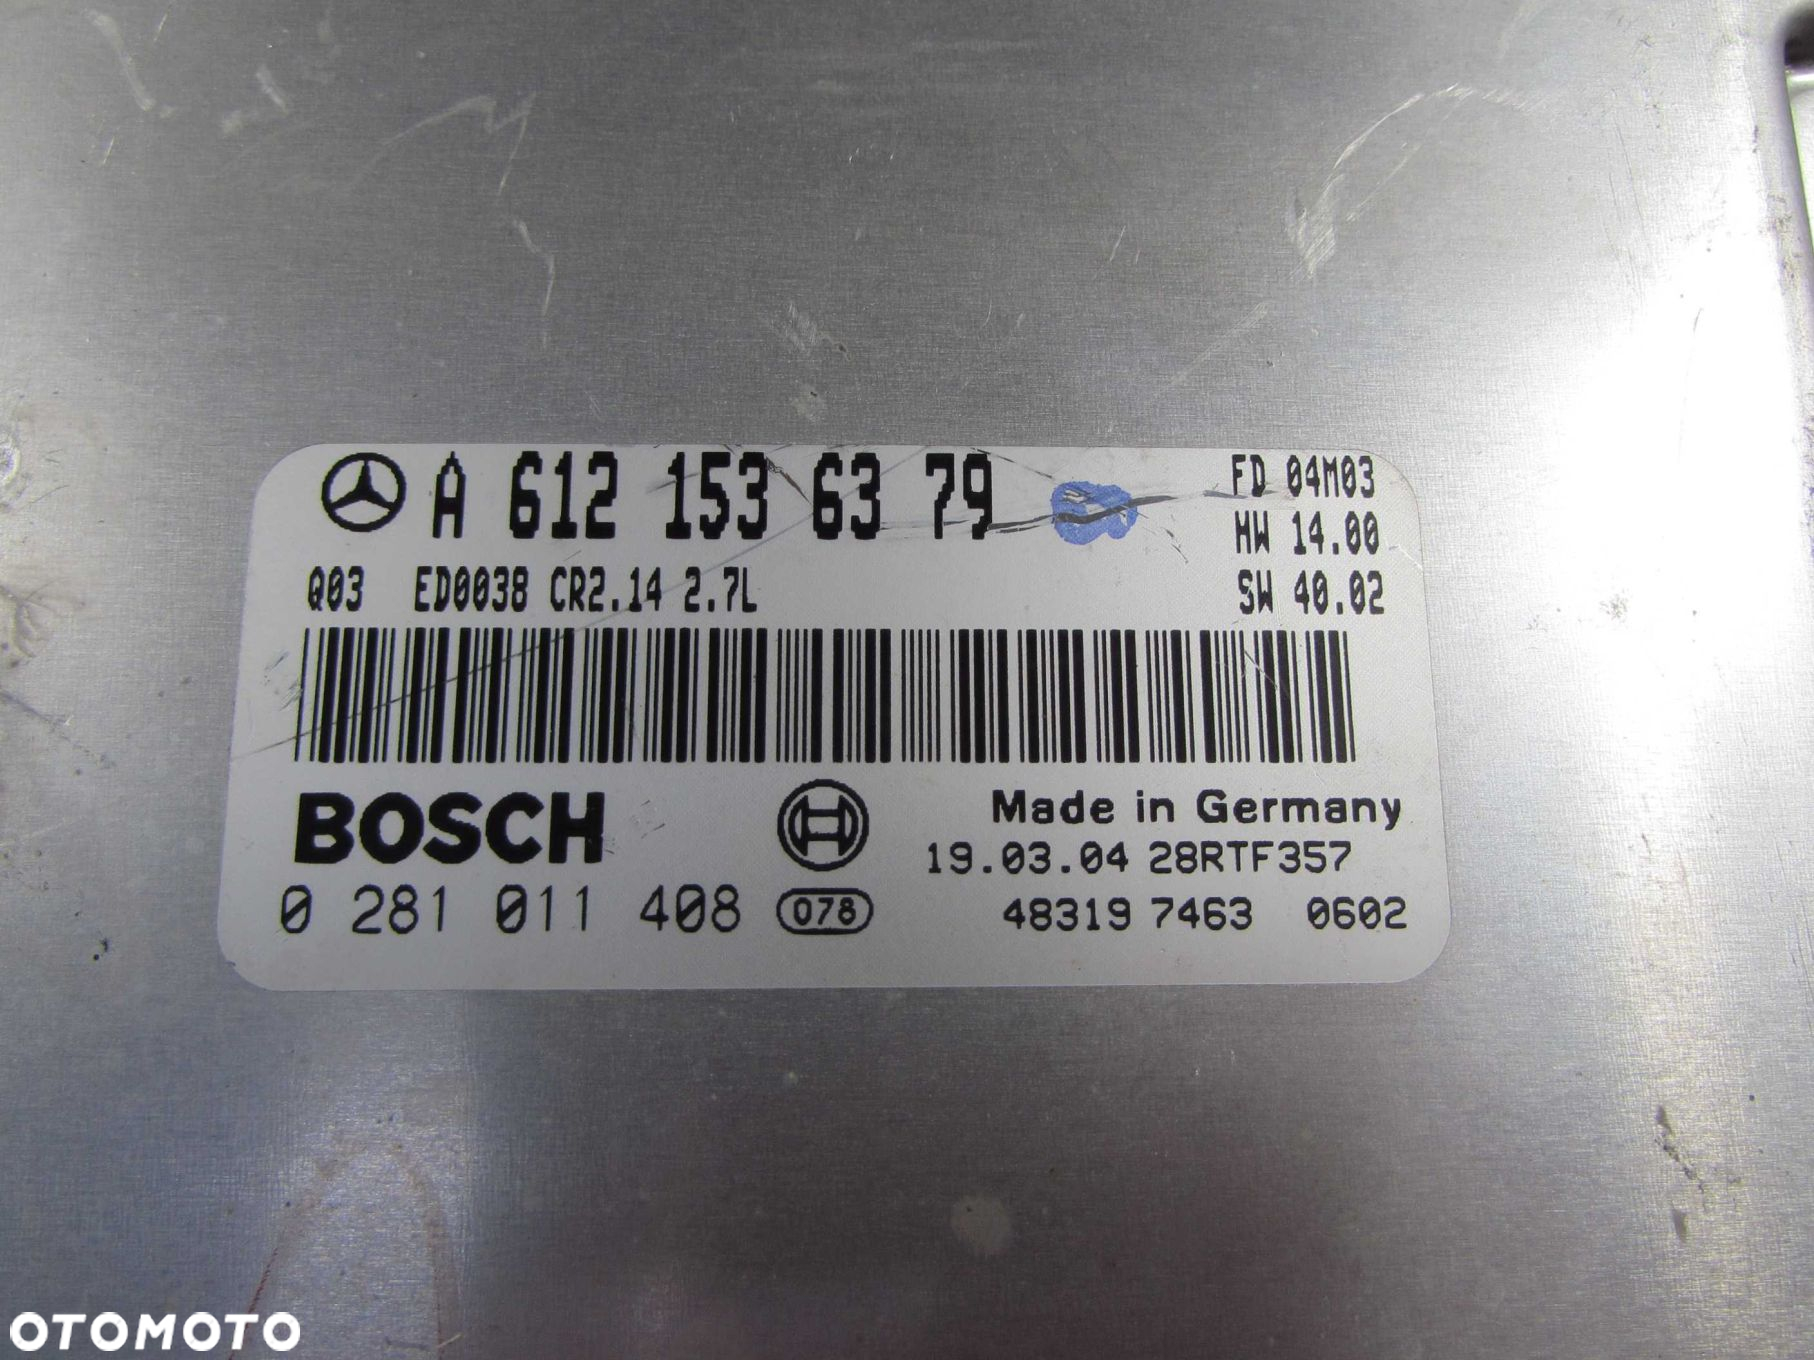 A 612 153 63 79
FD 04M03
HW 14.00
Q03 ED0038 CR2.14 2.7L
SW 40.02
BOSCH
Made in Germany
19.03.04 28RTF357
0 281 011 408
078
48319 7463 0602
OTOMOTO